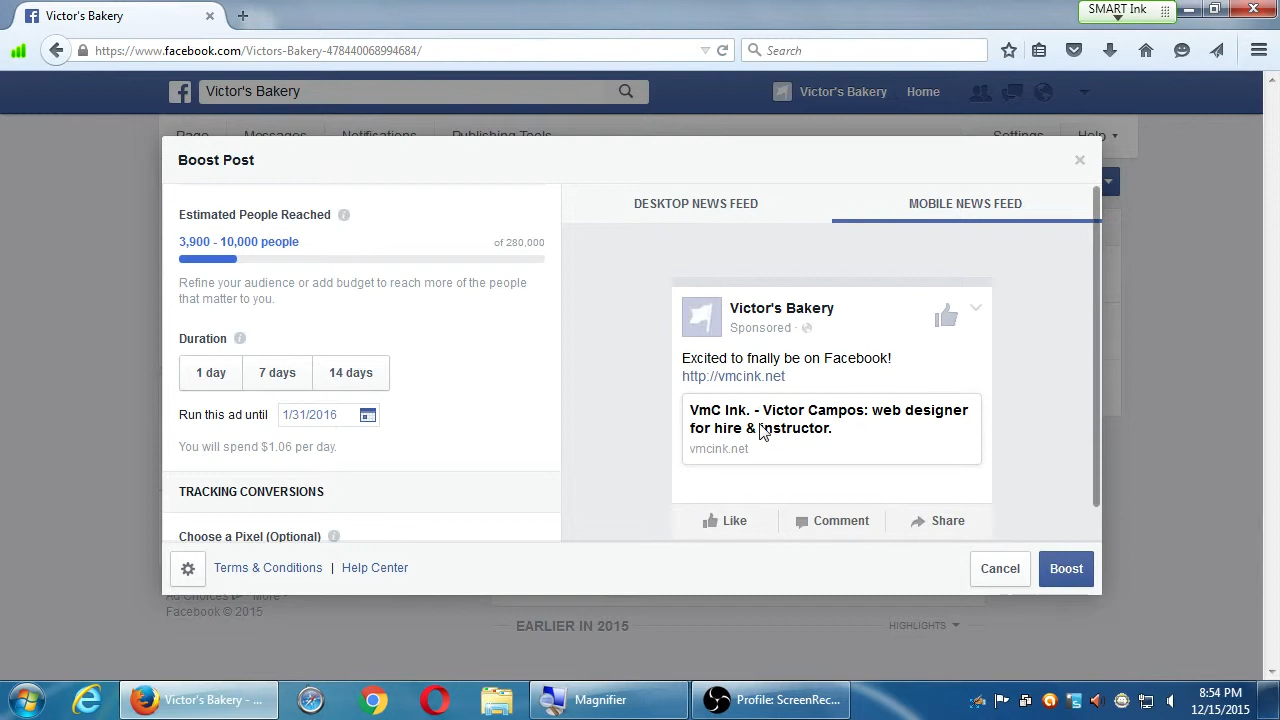 Victor's Bakery
SMART Ink
https://www.facebook.com/Victors-Bakery-478440068994684/
Search
Victor's Bakery
Victor's Bakery
Home
Page
Messages
Notifications
Publishing Tools
Settings
Help
Boost Post
Estimated People Reached
3,900 - 10,000 people
of 280,000
Refine your audience or add budget to reach more of the people
that matter to you.
Duration
1 day
7 days
14 days
Run this ad until
1/31/2016
You will spend $1.06 per day.
TRACKING CONVERSIONS
Choose a Pixel (Optional)
DESKTOP NEWS FEED
MOBILE NEWS FEED
Victor's Bakery
Sponsored ·
Excited to fnally be on Facebook!
http://vmcink.net
VmC Ink. - Victor Campos: web designer
for hire & instructor.
vmcink.net
Like
Comment
Share
Terms & Conditions | Help Center
Cancel
Boost
Ad Choices
More
Facebook © 2015
EARLIER IN 2015
HIGHLIGHTS
Victor's Bakery - ...
Magnifier
Profile: ScreenRec...
8:54 PM
12/15/2015